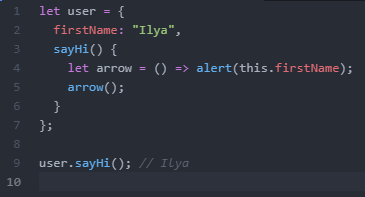 1 let user = {
2   firstName: "Ilya",
3   sayHi() {
4     let arrow = () => alert(this.firstName);
5     arrow();
6   }
7 };
8
9 user.sayHi(); // Ilya
10